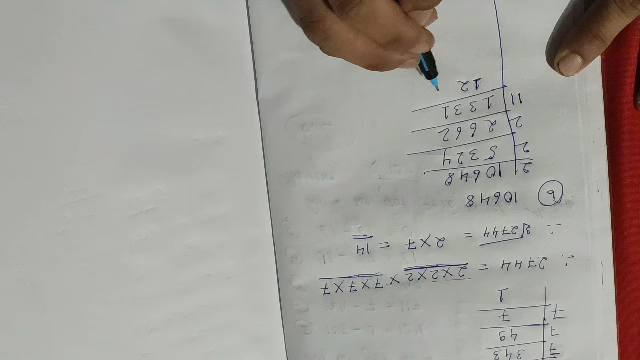 7 | 343
7 | 49
7 | 7
1
∴ 2744 = 2×2×2 × 7×7×7
∴ ∛2744 = 2×7 = 14
(b) 10648
2 | 10648
2 | 5324
2 | 2662
11 | 1331
12